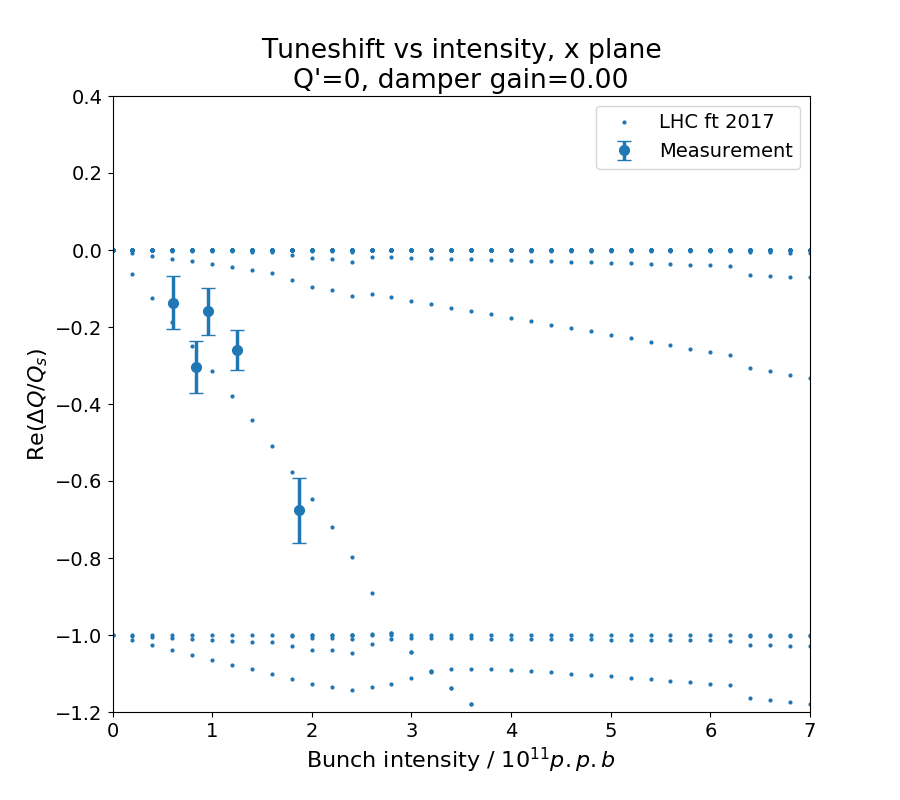 Tuneshift vs intensity, x plane
Q'=0, damper gain=0.00
LHC ft 2017
Measurement
Re(ΔQ/Qₛ)
0.4
0.2
0.0
−0.2
−0.4
−0.6
−0.8
−1.0
−1.2
0 1 2 3 4 5 6 7
Bunch intensity / 10¹¹p.p.b